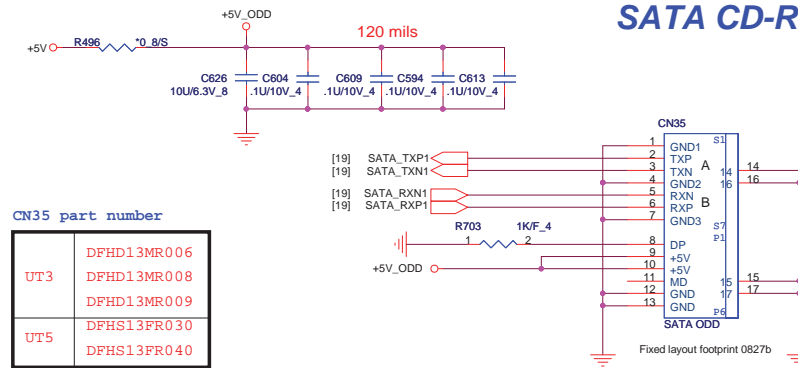 SATA CD-R
+5V_ODD
120 mils
+5V
R496
*0_8/S
C626
10U/6.3V_8
C604
.1U/10V_4
C609
.1U/10V_4
C594
.1U/10V_4
C613
.1U/10V_4
CN35
[19] SATA_TXP1
[19] SATA_TXN1
[19] SATA_RXN1
[19] SATA_RXP1
1 GND1 S1
2 TXP
3 TXN A 14 14
4 GND2 16 16
5 RXN
6 RXP B
7 GND3 S7
P1
R703 1K/F_4
1 2
8 DP
9 +5V
+5V_ODD
10 +5V
11 MD 15 15
12 GND 17 17
13 GND P6
SATA ODD
Fixed layout footprint 0827b
CN35 part number
UT3
DFHD13MR006
DFHD13MR008
DFHD13MR009
UT5
DFHS13FR030
DFHS13FR040